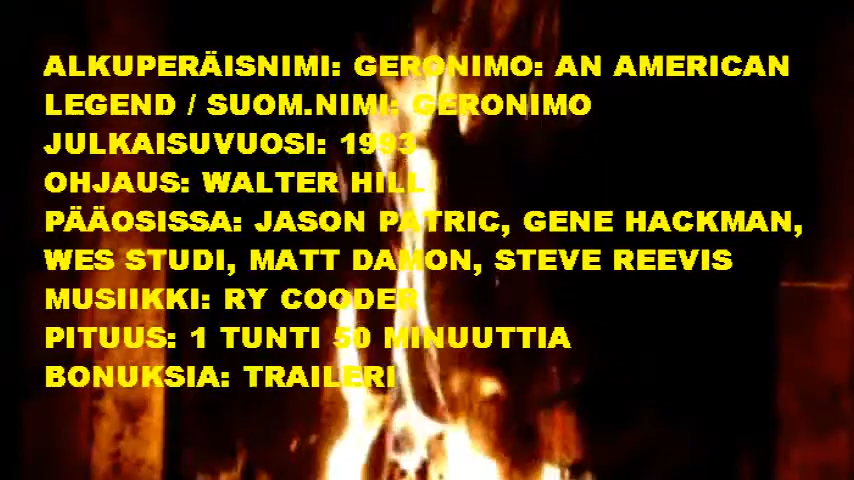 ALKUPERÄISNIMI: GERONIMO: AN AMERICAN
LEGEND / SUOM.NIMI: GERONIMO
JULKAISUVUOSI: 1993
OHJAUS: WALTER HILL
PÄÄOSISSA: JASON PATRIC, GENE HACKMAN,
WES STUDI, MATT DAMON, STEVE REEVIS
MUSIIKKI: RY COODER
PITUUS: 1 TUNTI 50 MINUUTTIA
BONUKSIA: TRAILERI